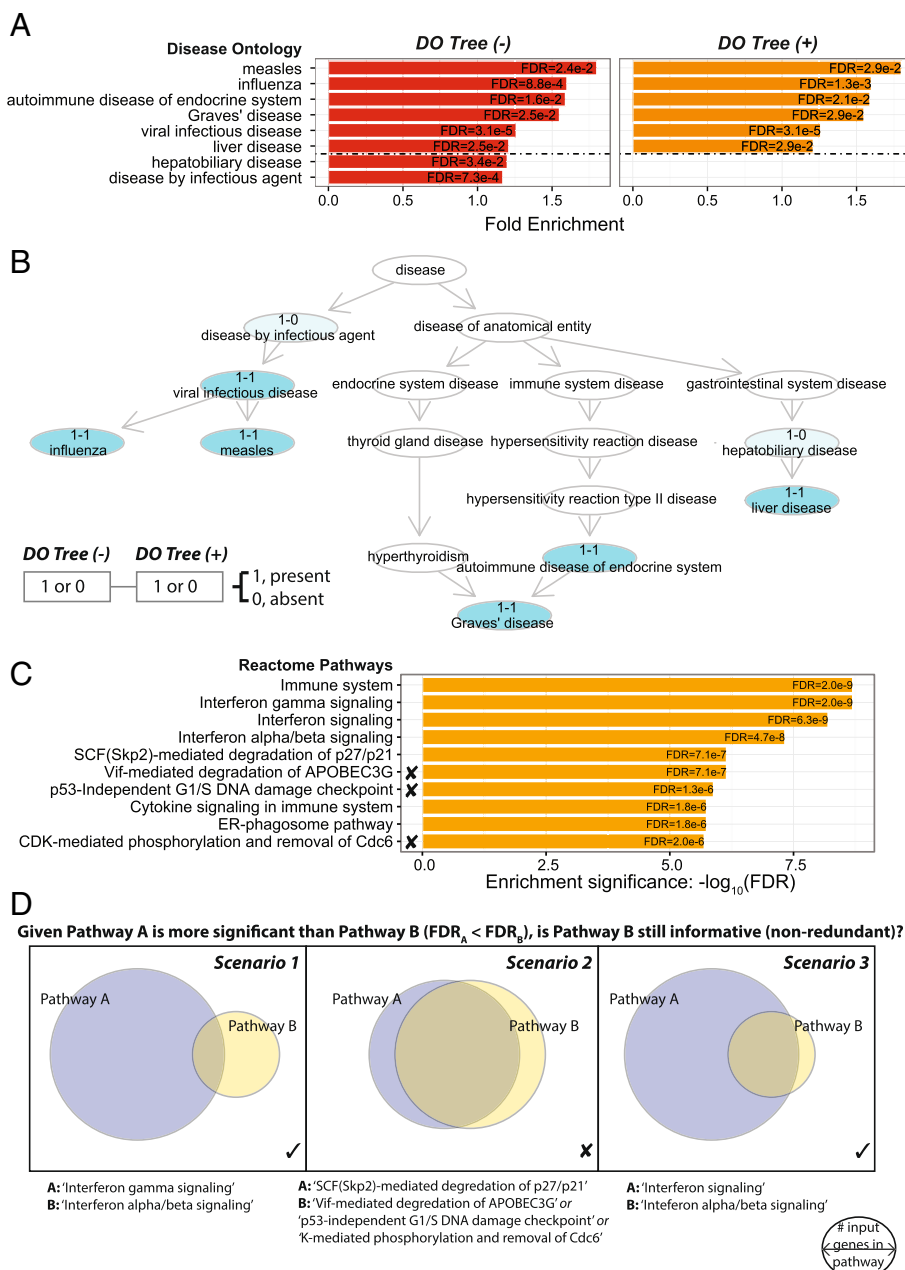 A
Disease Ontology
DO Tree (-)
DO Tree (+)
measles
FDR=2.4e-2
FDR=2.9e-2
influenza
FDR=8.8e-4
FDR=1.3e-3
autoimmune disease of endocrine system
FDR=1.6e-2
FDR=2.1e-2
Graves' disease
FDR=2.5e-2
FDR=2.9e-2
viral infectious disease
FDR=3.1e-5
FDR=3.1e-5
liver disease
FDR=2.5e-2
FDR=2.9e-2
hepatobiliary disease
FDR=3.4e-2
disease by infectious agent
FDR=7.3e-4
0.0 0.5 1.0 1.5
0.0 0.5 1.0 1.5
Fold Enrichment
B
disease
1-0
disease by infectious agent
disease of anatomical entity
1-1
viral infectious disease
endocrine system disease
immune system disease
gastrointestinal system disease
1-1
influenza
1-1
measles
thyroid gland disease
hypersensitivity reaction disease
1-0
hepatobiliary disease
hypersensitivity reaction type II disease
1-1
liver disease
hyperthyroidism
1-1
autoimmune disease of endocrine system
1-1
Graves' disease
DO Tree (-)
DO Tree (+)
1 or 0
1 or 0
1, present
0, absent
C
Reactome Pathways
Immune system
FDR=2.0e-9
Interferon gamma signaling
FDR=2.0e-9
Interferon signaling
FDR=6.3e-9
Interferon alpha/beta signaling
FDR=4.7e-8
SCF(Skp2)-mediated degradation of p27/p21
FDR=7.1e-7
Vif-mediated degradation of APOBEC3G ✘
FDR=7.1e-7
p53-Independent G1/S DNA damage checkpoint ✘
FDR=1.3e-6
Cytokine signaling in immune system
FDR=1.8e-6
ER-phagosome pathway
FDR=1.8e-6
CDK-mediated phosphorylation and removal of Cdc6 ✘
FDR=2.0e-6
0.0 2.5 5.0 7.5
Enrichment significance: -log10(FDR)
D
Given Pathway A is more significant than Pathway B (FDRA < FDRB), is Pathway B still informative (non-redundant)?
Scenario 1
Pathway A
Pathway B
✓
A: 'Interferon gamma signaling'
B: 'Interferon alpha/beta signaling'
Scenario 2
Pathway A
Pathway B
✘
A: 'SCF(Skp2)-mediated degredation of p27/p21'
B: 'Vif-mediated degradation of APOBEC3G' or
'p53-independent G1/S DNA damage checkpoint' or
'K-mediated phosphorylation and removal of Cdc6'
Scenario 3
Pathway A
Pathway B
✓
A: 'Interferon signaling'
B: 'Inteferon alpha/beta signaling'
# input
genes in
pathway